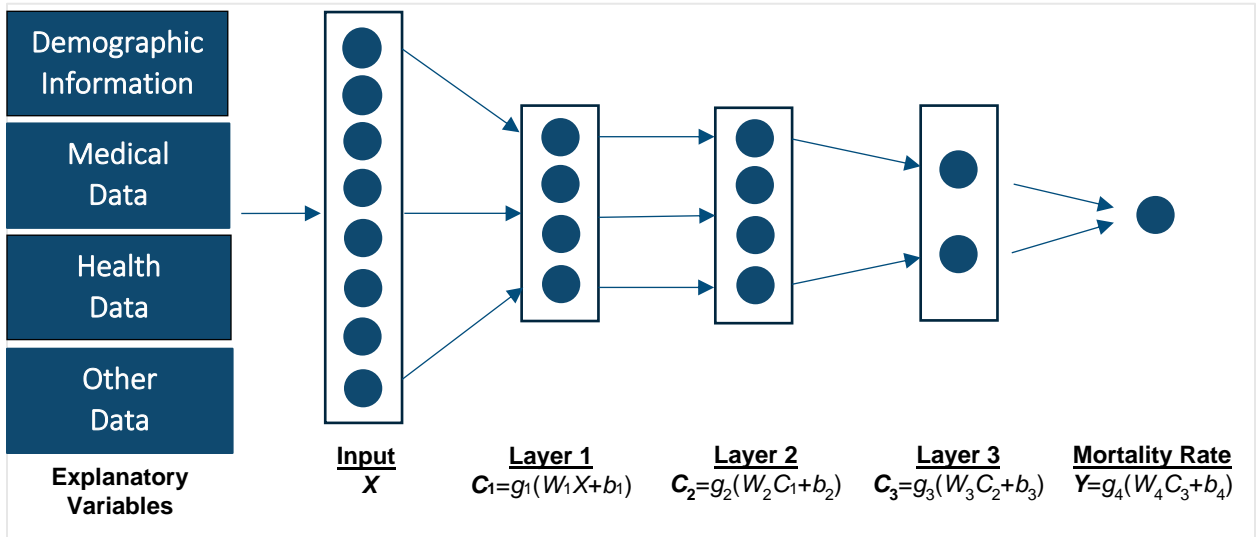 Demographic
Information
Medical
Data
Health
Data
Other
Data
Explanatory
Variables
Input
X
Layer 1
C₁=g₁(W₁X+b₁)
Layer 2
C₂=g₂(W₂C₁+b₂)
Layer 3
C₃=g₃(W₃C₂+b₃)
Mortality Rate
Y=g₄(W₄C₃+b₄)